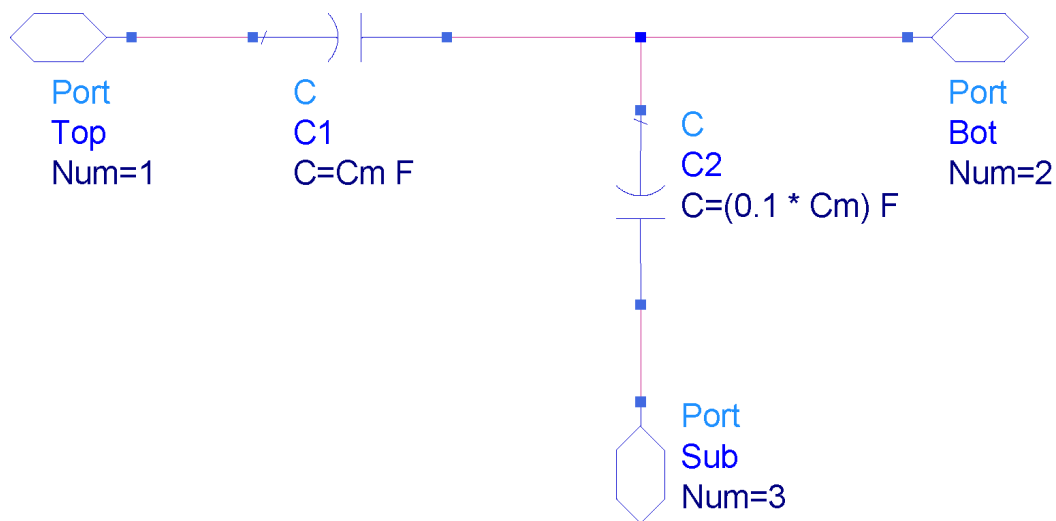 Port
Top
Num=1
C
C1
C=Cm F
C
C2
C=(0.1 * Cm) F
Port
Bot
Num=2
Port
Sub
Num=3